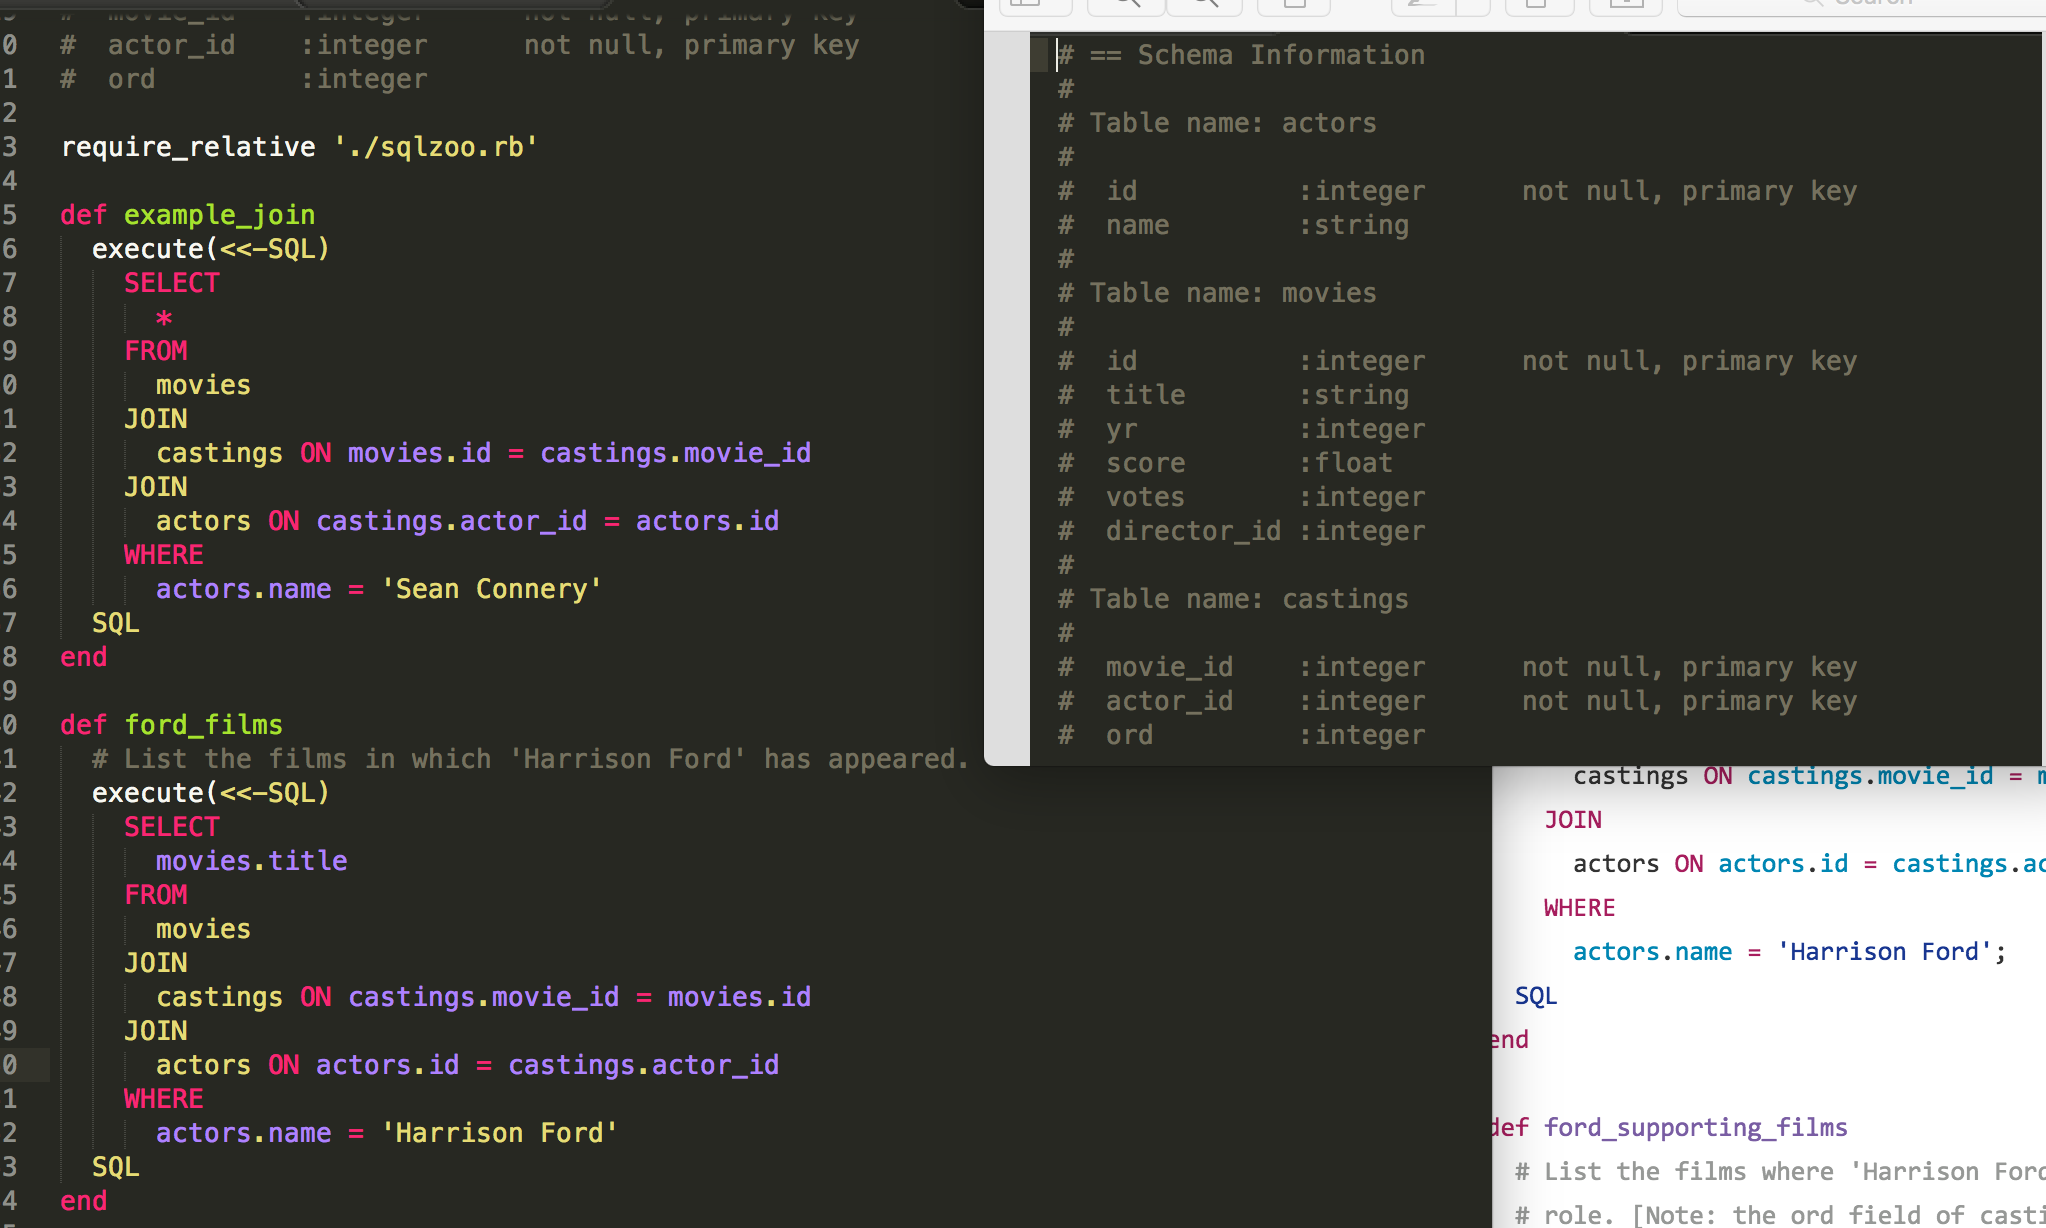 # movie_id    :integer      not null, primary key
0 #  actor_id    :integer      not null, primary key
1 #  ord         :integer
2
3 require_relative './sqlzoo.rb'
4
5 def example_join
6   execute(<<-SQL)
7     SELECT
8       *
9     FROM
0       movies
1     JOIN
2       castings ON movies.id = castings.movie_id
3     JOIN
4       actors ON castings.actor_id = actors.id
5     WHERE
6       actors.name = 'Sean Connery'
7   SQL
8 end
9
0 def ford_films
1   # List the films in which 'Harrison Ford' has appeared.
2   execute(<<-SQL)
3     SELECT
4       movies.title
5     FROM
6       movies
7     JOIN
8       castings ON castings.movie_id = movies.id
9     JOIN
0       actors ON actors.id = castings.actor_id
1     WHERE
2       actors.name = 'Harrison Ford'
3   SQL
4 end
Search
# == Schema Information
#
# Table name: actors
#
#  id          :integer      not null, primary key
#  name        :string
#
# Table name: movies
#
#  id          :integer      not null, primary key
#  title       :string
#  yr          :integer
#  score       :float
#  votes       :integer
#  director_id :integer
#
# Table name: castings
#
#  movie_id    :integer      not null, primary key
#  actor_id    :integer      not null, primary key
#  ord         :integer
castings ON castings.movie_id = m
JOIN
actors ON actors.id = castings.ac
WHERE
actors.name = 'Harrison Ford';
SQL
end
def ford_supporting_films
# List the films where 'Harrison Ford
# role. [Note: the ord field of casti